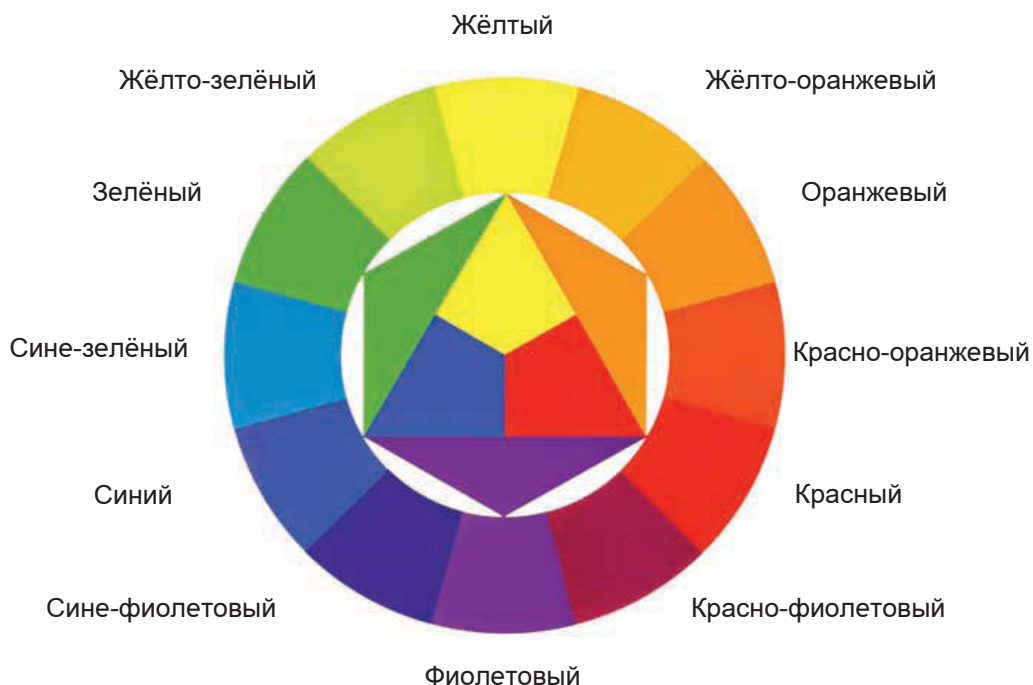 Жёлтый
Жёлто-зелёный
Жёлто-оранжевый
Зелёный
Оранжевый
Сине-зелёный
Красно-оранжевый
Синий
Красный
Сине-фиолетовый
Красно-фиолетовый
Фиолетовый